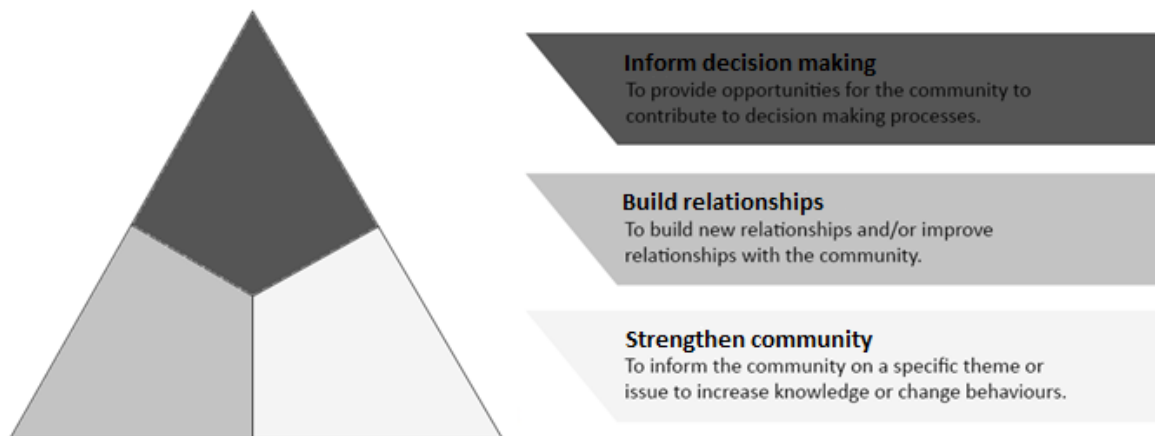 Inform decision making
To provide opportunities for the community to
contribute to decision making processes.
Build relationships
To build new relationships and/or improve
relationships with the community.
Strengthen community
To inform the community on a specific theme or
issue to increase knowledge or change behaviours.